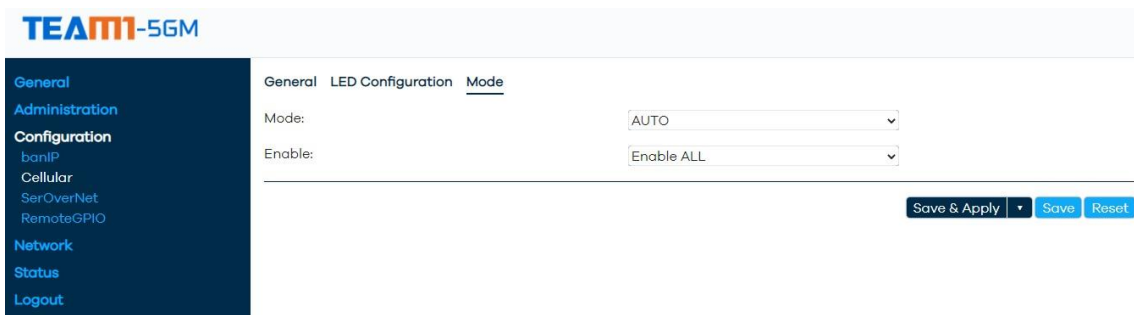 TEAM1-5GM
General
Administration
Configuration
banIP
Cellular
SerOverNet
RemoteGPIO
Network
Status
Logout
General LED Configuration Mode
Mode: AUTO
Enable: Enable ALL
Save & Apply Save Reset